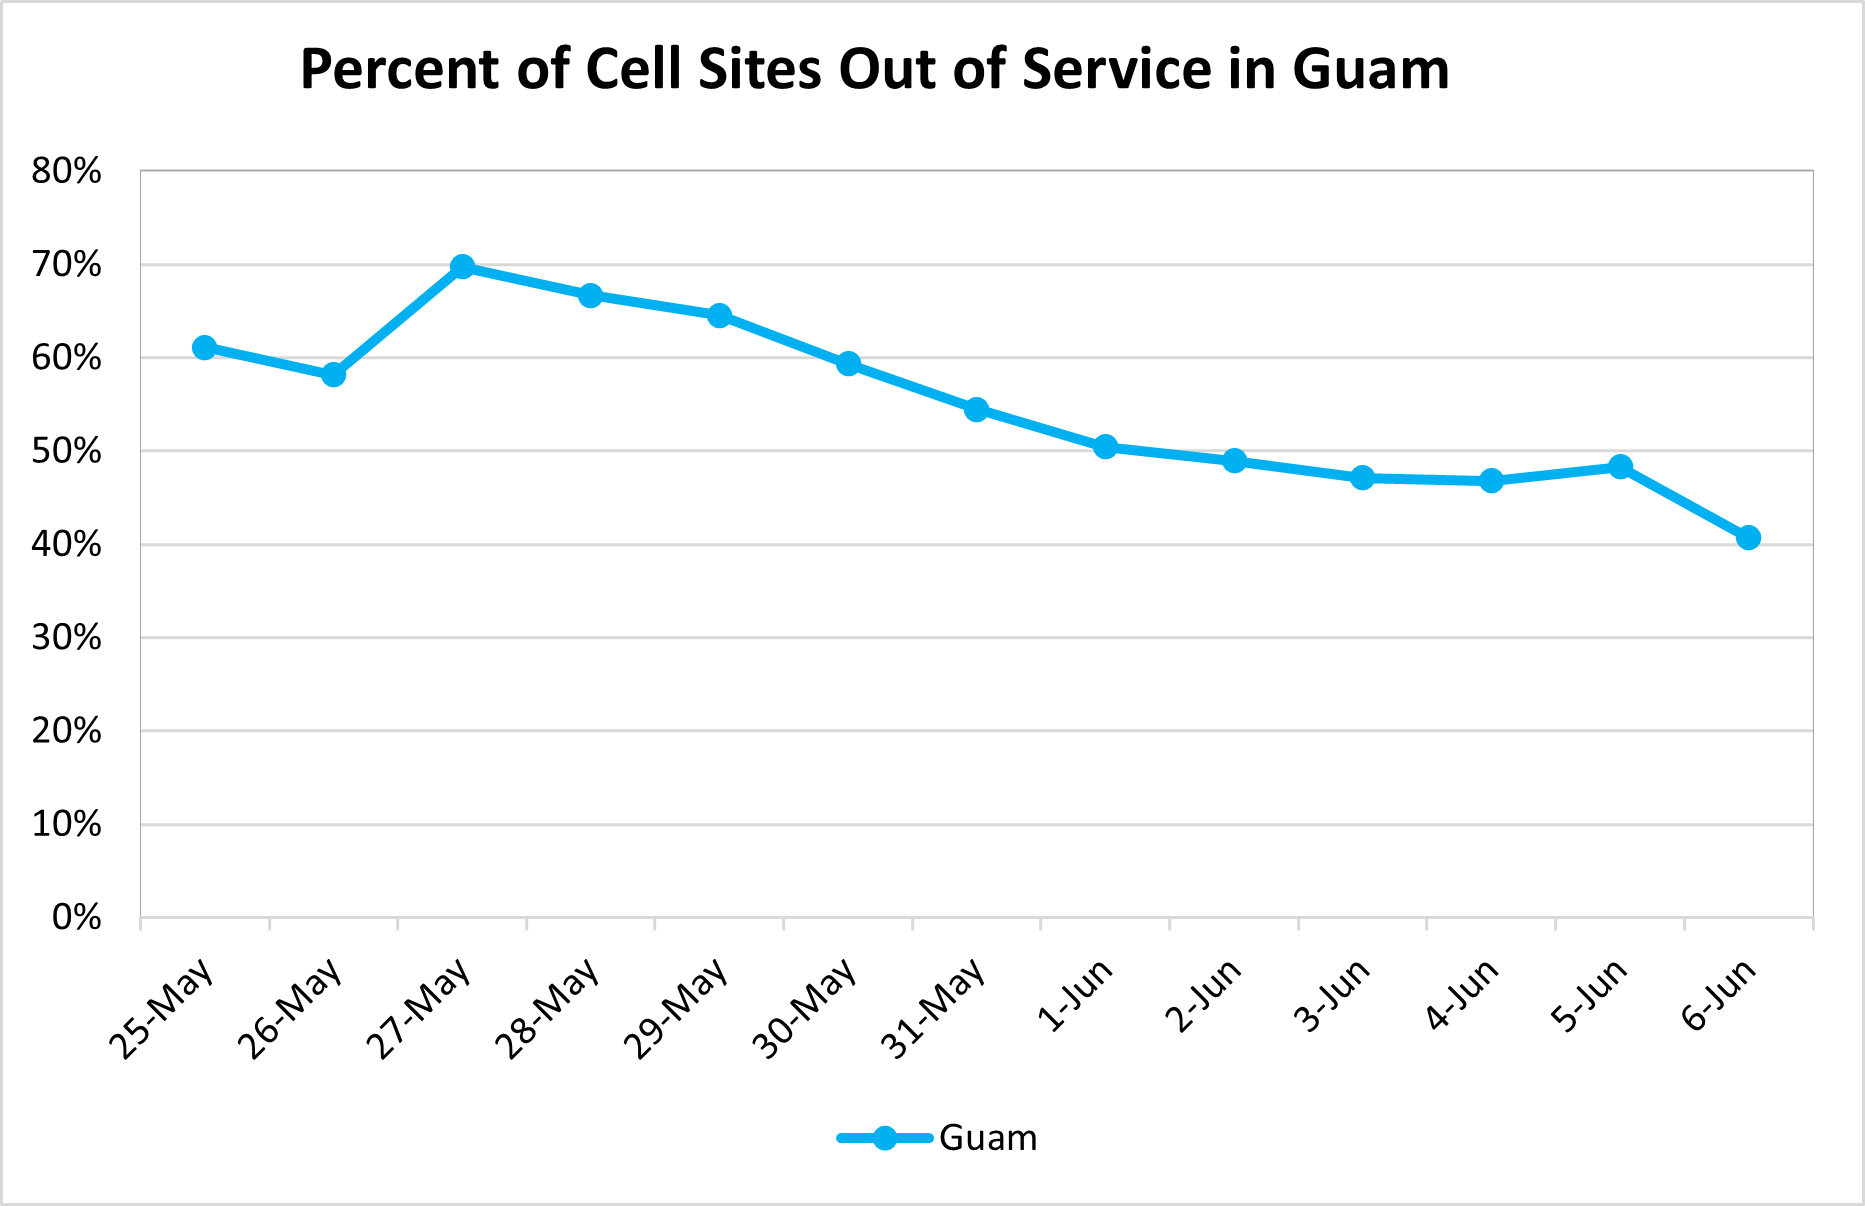 Percent of Cell Sites Out of Service in Guam
80%
70%
60%
50%
40%
30%
20%
10%
0%
25-May
26-May
27-May
28-May
29-May
30-May
31-May
1-Jun
2-Jun
3-Jun
4-Jun
5-Jun
6-Jun
Guam